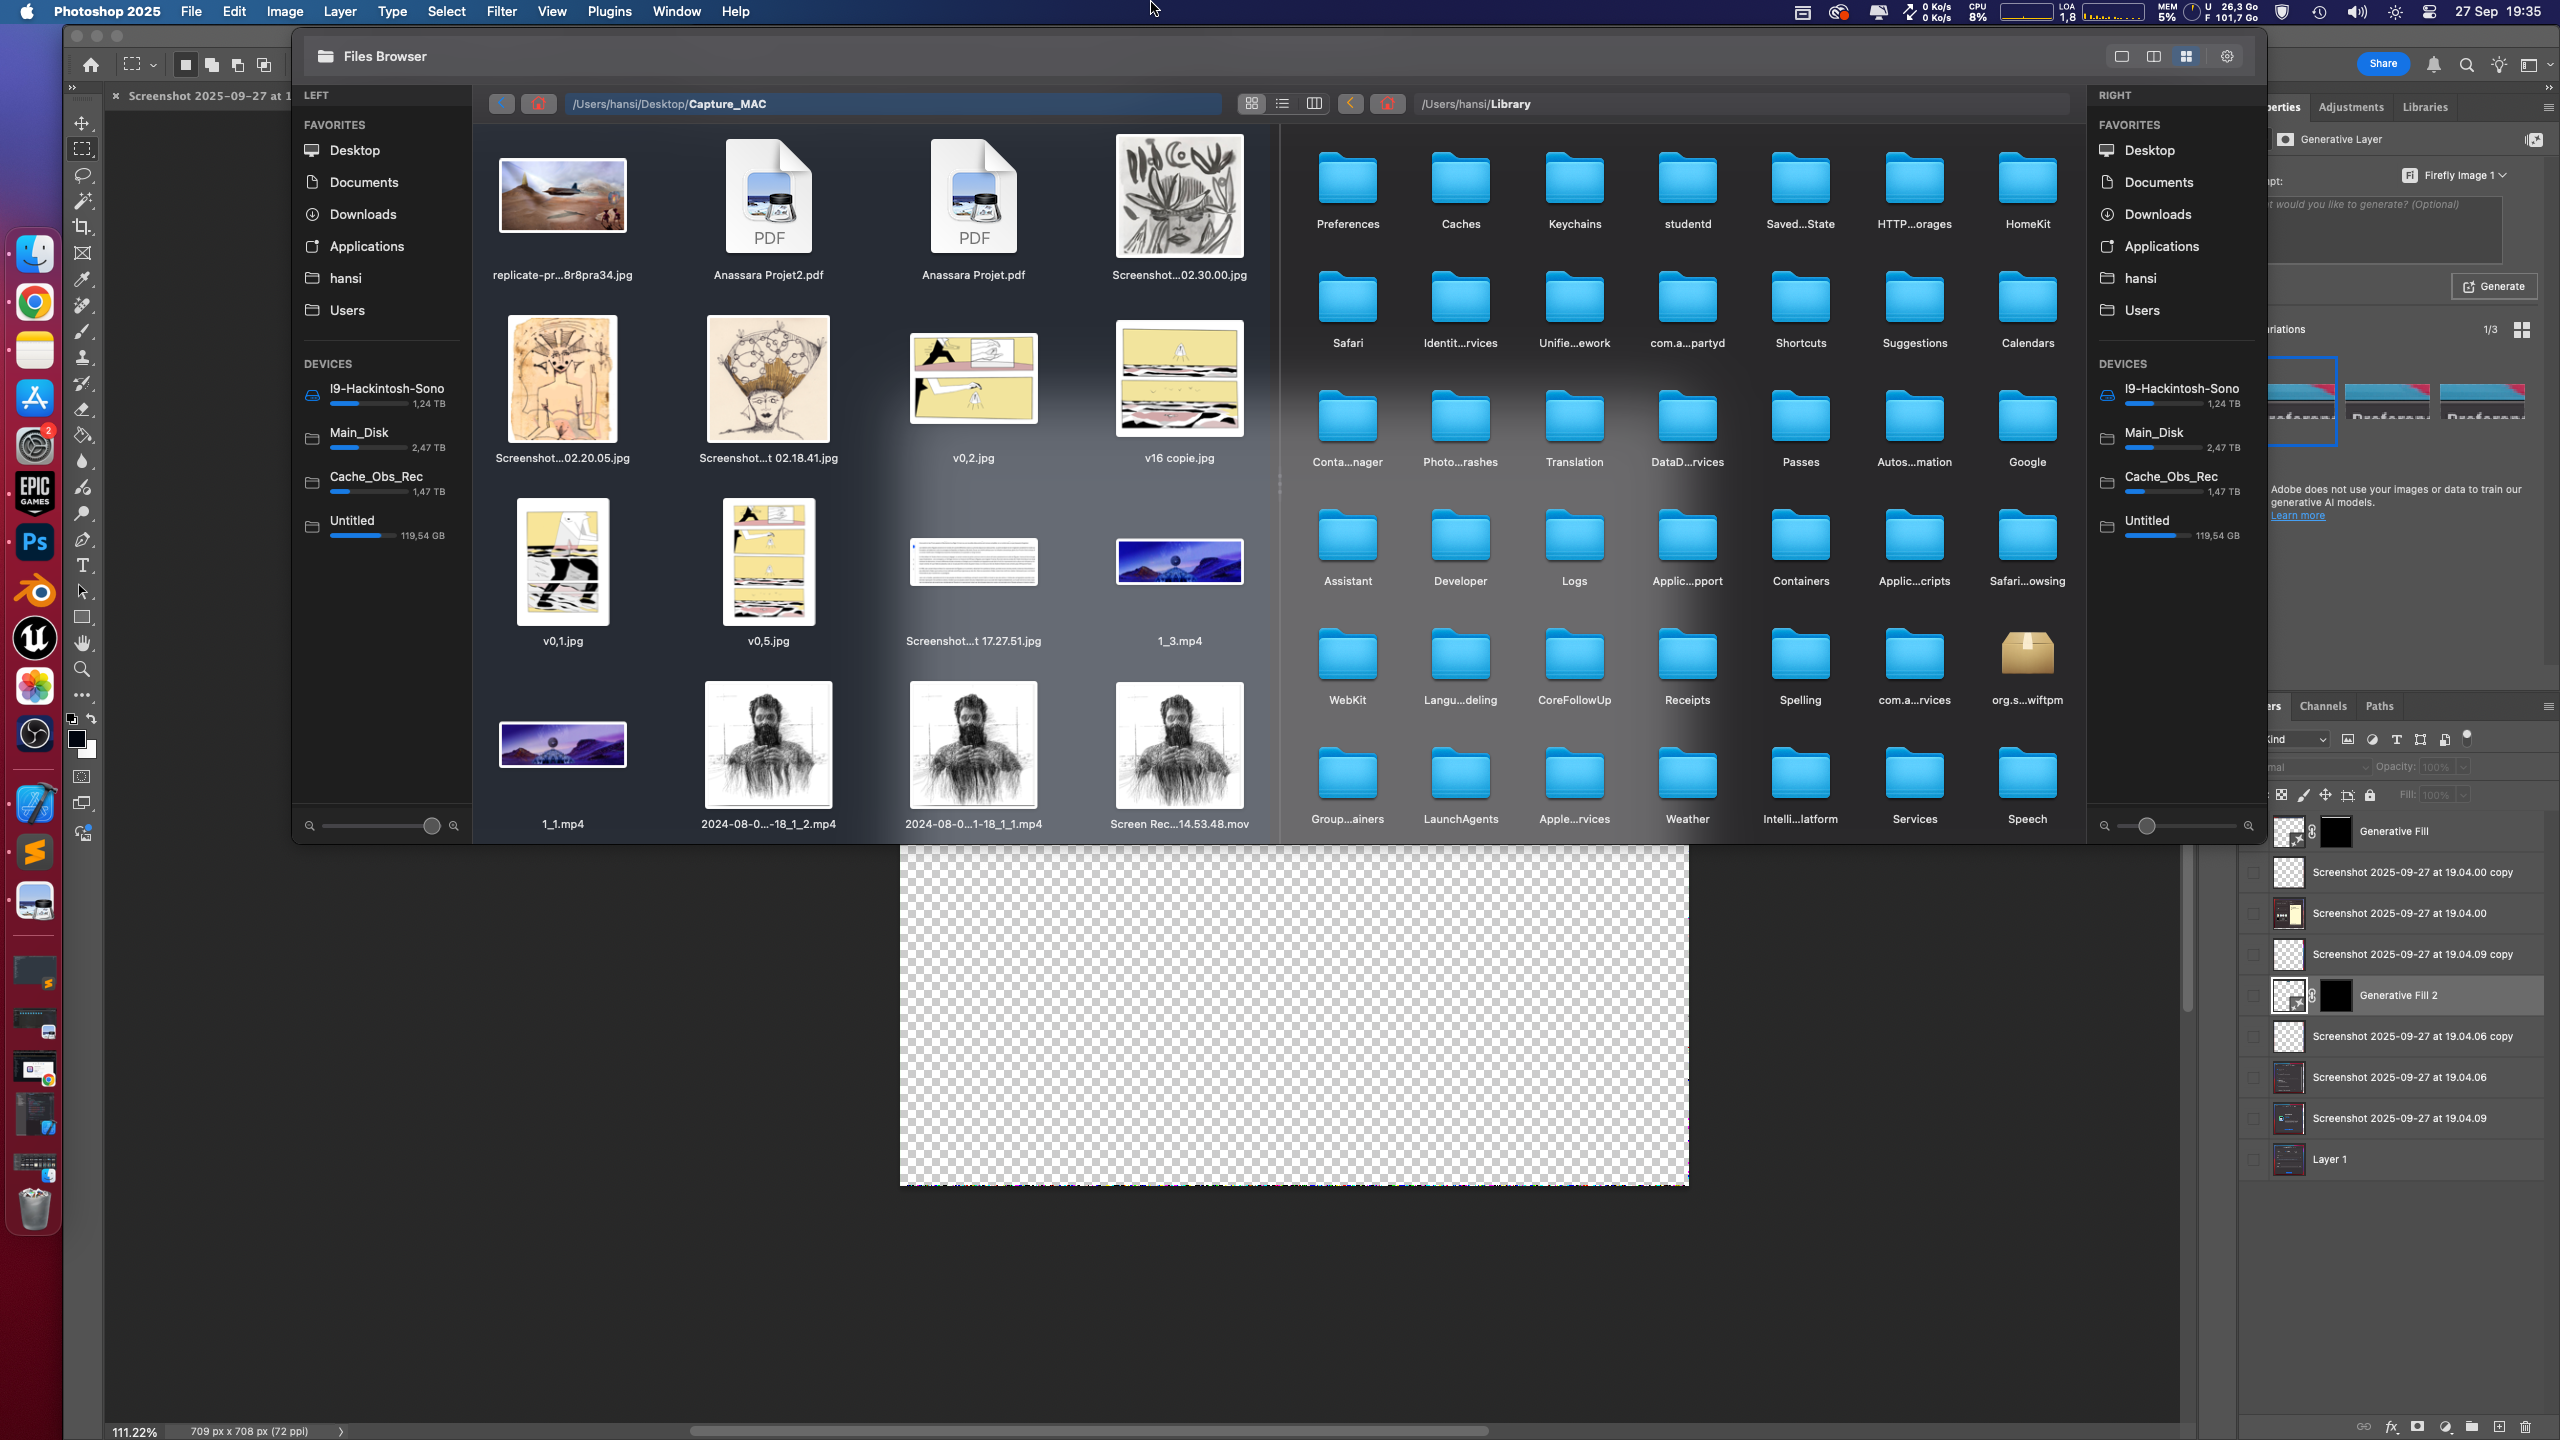 Photoshop 2025 File Edit Image Layer Type Select Filter View Plugins Window Help
0 Ko/s
0 Ko/s
CPU
8%
LOA
1,8
MEM
5%
U 26,3 Go
F 101,7 Go
27 Sep 19:35
Files Browser
Share
Screenshot 2025-09-27 at 1
LEFT
FAVORITES
Desktop
Documents
Downloads
Applications
hansi
Users
DEVICES
I9-Hackintosh-Sono
1,24 TB
Main_Disk
2,47 TB
Cache_Obs_Rec
1,47 TB
Untitled
119,54 GB
/Users/hansi/Desktop/Capture_MAC
PDF
PDF
replicate-pr...8r8pra34.jpg
Anassara Projet2.pdf
Anassara Projet.pdf
Screenshot...02.30.00.jpg
Screenshot...02.20.05.jpg
Screenshot...t 02.18.41.jpg
v0,2.jpg
v16 copie.jpg
v0,1.jpg
v0,5.jpg
Screenshot...t 17.27.51.jpg
1_3.mp4
1_1.mp4
2024-08-0...-18_1_2.mp4
2024-08-0...1-18_1_1.mp4
Screen Rec...14.53.48.mov
/Users/hansi/Library
Preferences Caches Keychains studentd Saved...State HTTP...orages HomeKit
Safari Identit...rvices Unifie...ework com.a...partyd Shortcuts Suggestions Calendars
Conta...nager Photo...rashes Translation DataD...rvices Passes Autos...mation Google
Assistant Developer Logs Applic...pport Containers Applic...cripts Safari...owsing
WebKit Langu...deling CoreFollowUp Receipts Spelling com.a...rvices org.s...wiftpm
Group...ainers LaunchAgents Apple...rvices Weather Intelli...latform Services Speech
RIGHT
FAVORITES
Desktop
Documents
Downloads
Applications
hansi
Users
DEVICES
I9-Hackintosh-Sono
1,24 TB
Main_Disk
2,47 TB
Cache_Obs_Rec
1,47 TB
Untitled
119,54 GB
erties Adjustments Libraries
Generative Layer
pt:
Fi Firefly Image 1
t would you like to generate? (Optional)
Generate
riations 1/3
Adobe does not use your images or data to train our
generative AI models.
Learn more
ers Channels Paths
Kind
mal Opacity: 100%
Fill: 100%
Generative Fill
Screenshot 2025-09-27 at 19.04.00 copy
Screenshot 2025-09-27 at 19.04.00
Screenshot 2025-09-27 at 19.04.09 copy
Generative Fill 2
Screenshot 2025-09-27 at 19.04.06 copy
Screenshot 2025-09-27 at 19.04.06
Screenshot 2025-09-27 at 19.04.09
Layer 1
2
EPIC
GAMES
Ps
fx
111.22% 709 px x 708 px (72 ppi)